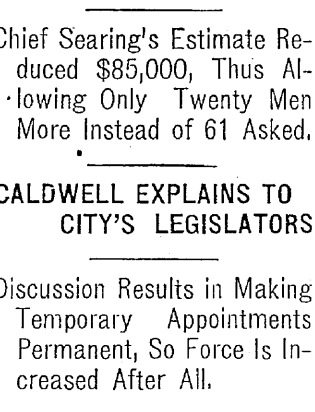 Chief Searing's Estimate Re-
duced $85,000, Thus Al-
lowing Only Twenty Men
More Instead of 61 Asked.
CALDWELL EXPLAINS TO
CITY'S LEGISLATORS
Discussion Results in Making
Temporary Appointments
Permanent, So Force Is In-
creased After All.